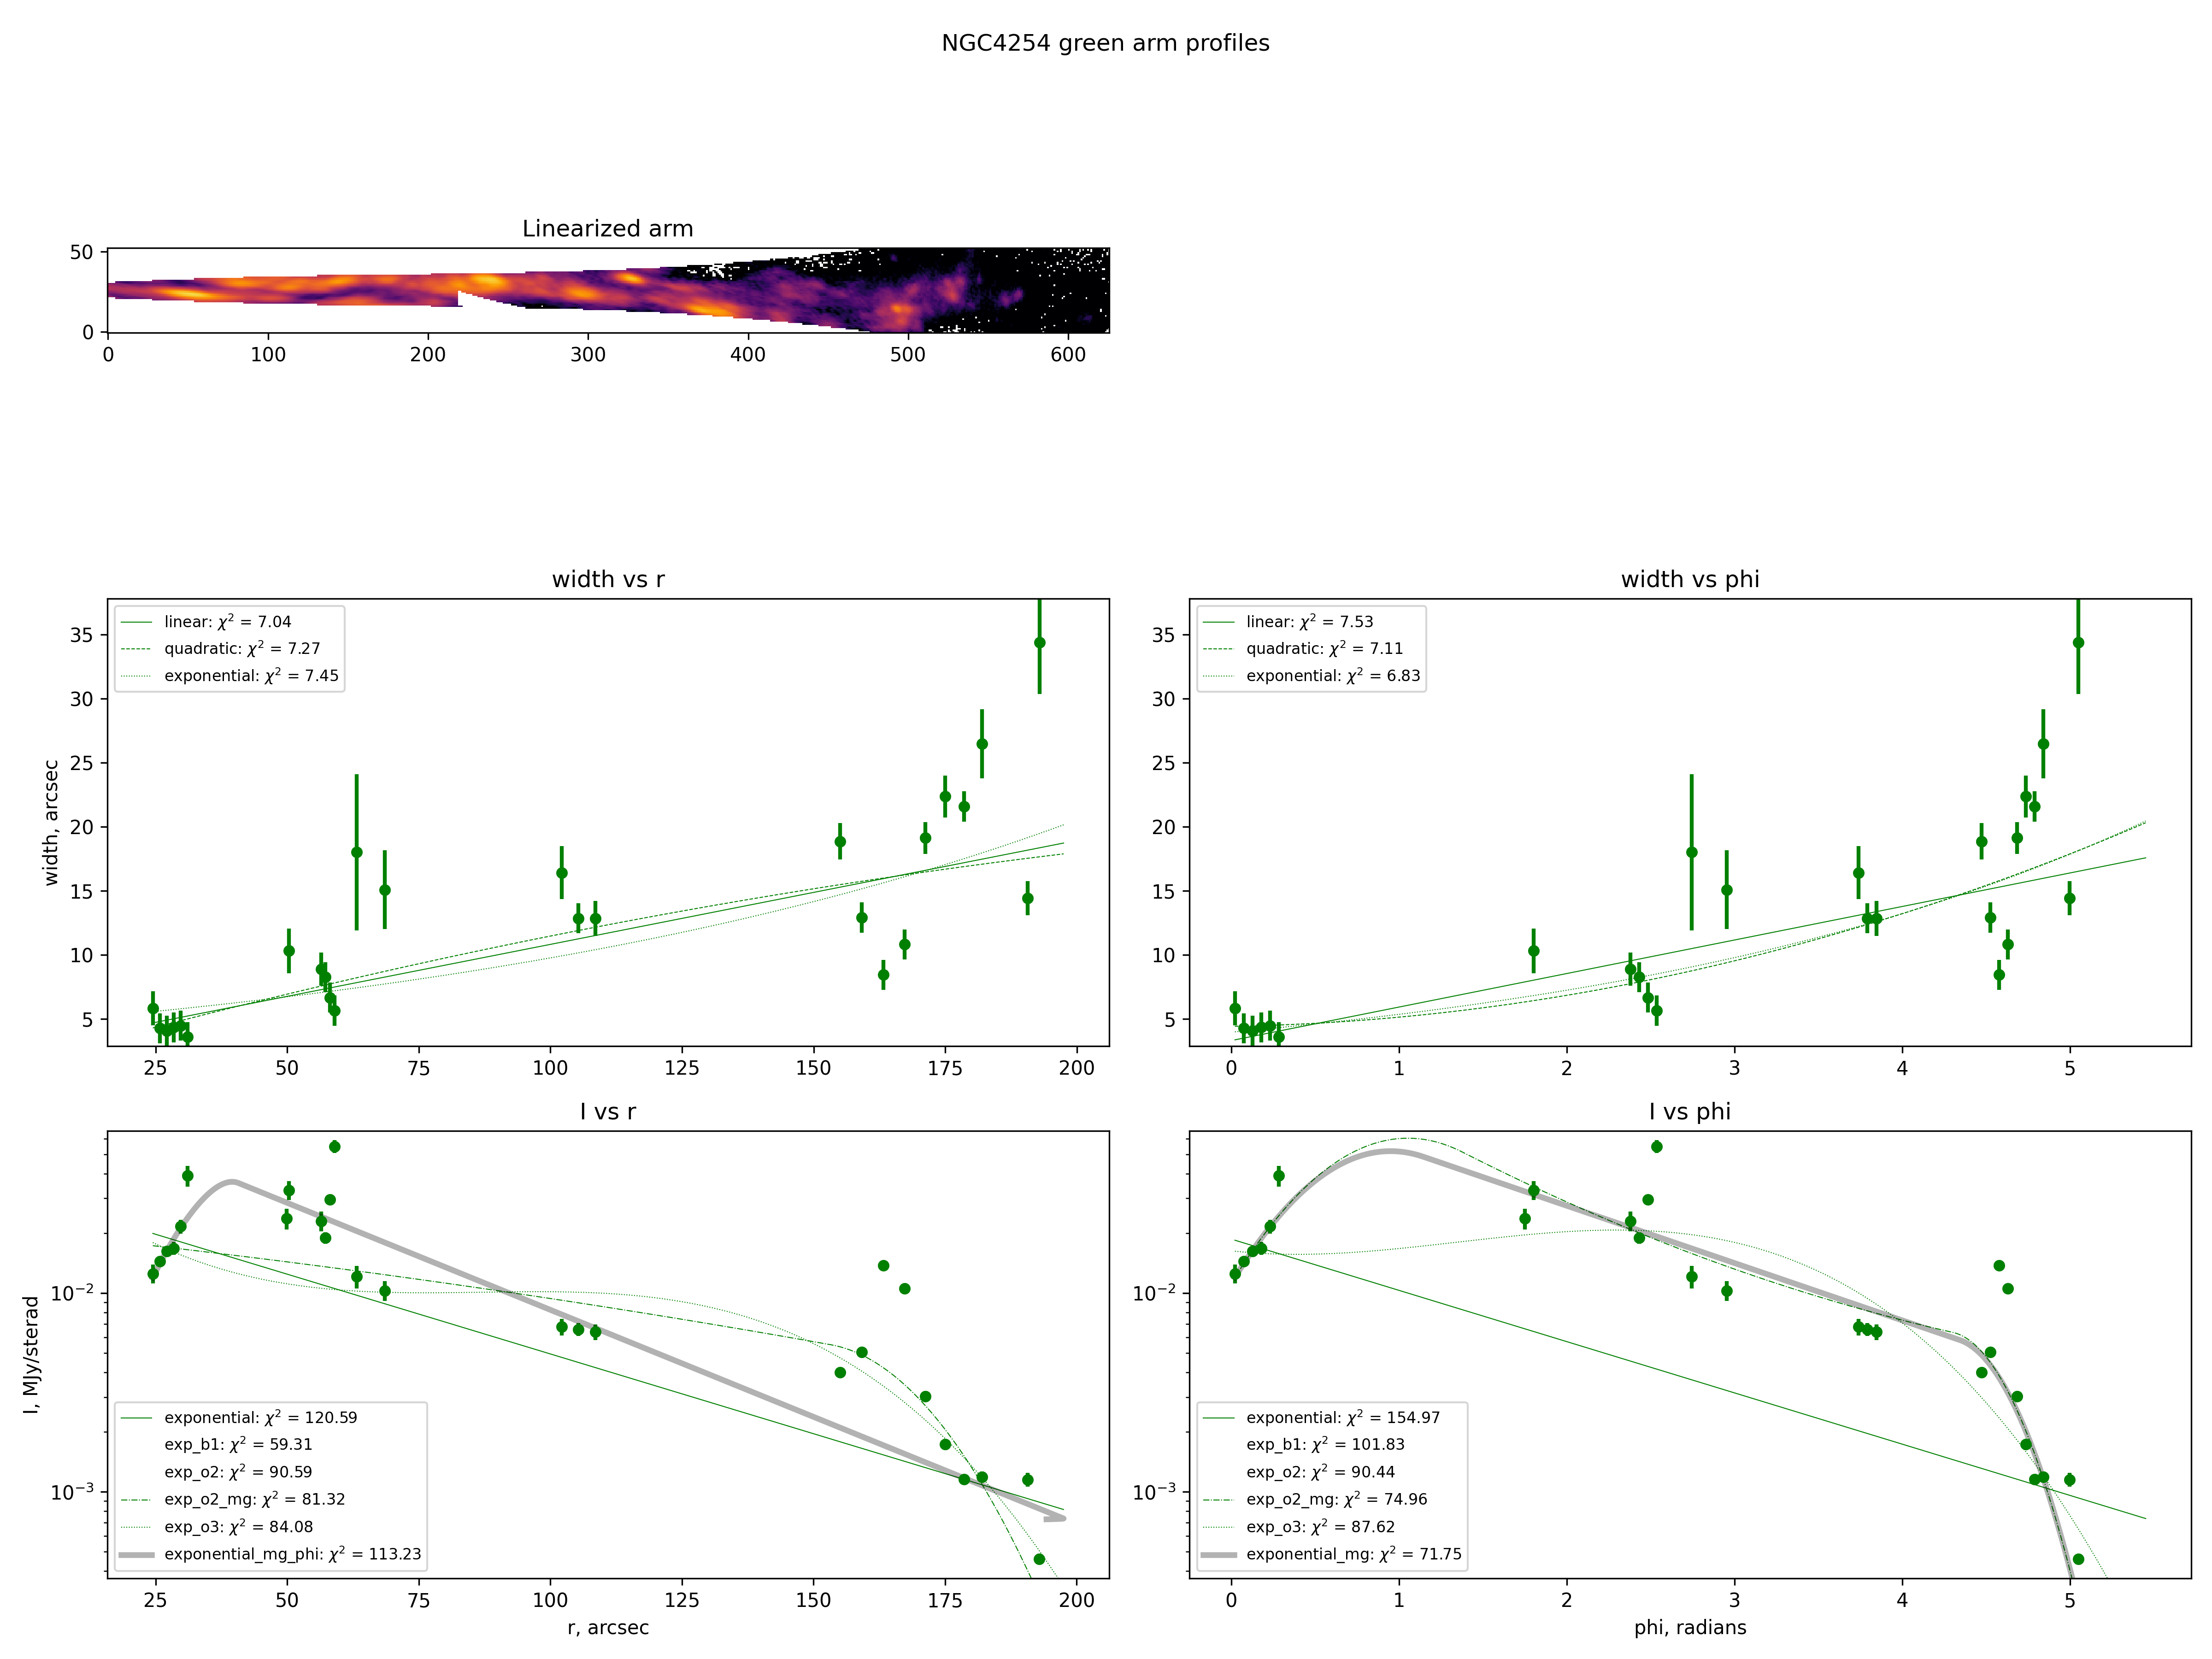 NGC4254 green arm profiles
Linearized arm
50
0
0 100 200 300 400 500 600
width vs r
linear: χ² = 7.04
quadratic: χ² = 7.27
exponential: χ² = 7.45
width, arcsec
35
30
25
20
15
10
5
25 50 75 100 125 150 175 200
width vs phi
linear: χ² = 7.53
quadratic: χ² = 7.11
exponential: χ² = 6.83
35
30
25
20
15
10
5
0 1 2 3 4 5
I vs r
I, MJy/sterad
10⁻²
10⁻³
exponential: χ² = 120.59
exp_b1: χ² = 59.31
exp_o2: χ² = 90.59
exp_o2_mg: χ² = 81.32
exp_o3: χ² = 84.08
exponential_mg_phi: χ² = 113.23
25 50 75 100 125 150 175 200
r, arcsec
I vs phi
10⁻²
10⁻³
exponential: χ² = 154.97
exp_b1: χ² = 101.83
exp_o2: χ² = 90.44
exp_o2_mg: χ² = 74.96
exp_o3: χ² = 87.62
exponential_mg: χ² = 71.75
0 1 2 3 4 5
phi, radians